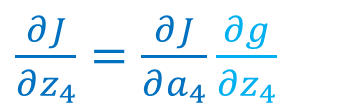 ∂J/∂z₄ = ∂J/∂a₄ ∂g/∂z₄